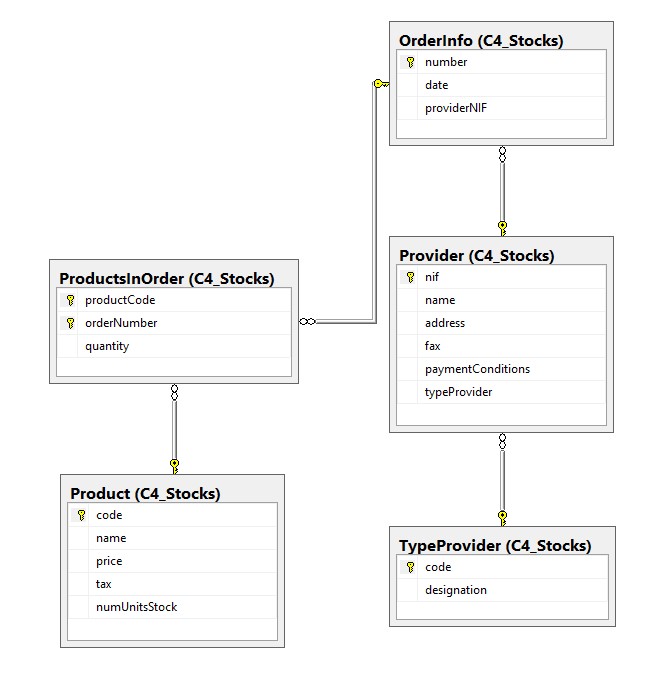 OrderInfo (C4_Stocks)
number
date
providerNIF
Provider (C4_Stocks)
nif
name
address
fax
paymentConditions
typeProvider
ProductsInOrder (C4_Stocks)
productCode
orderNumber
quantity
Product (C4_Stocks)
code
name
price
tax
numUnitsStock
TypeProvider (C4_Stocks)
code
designation